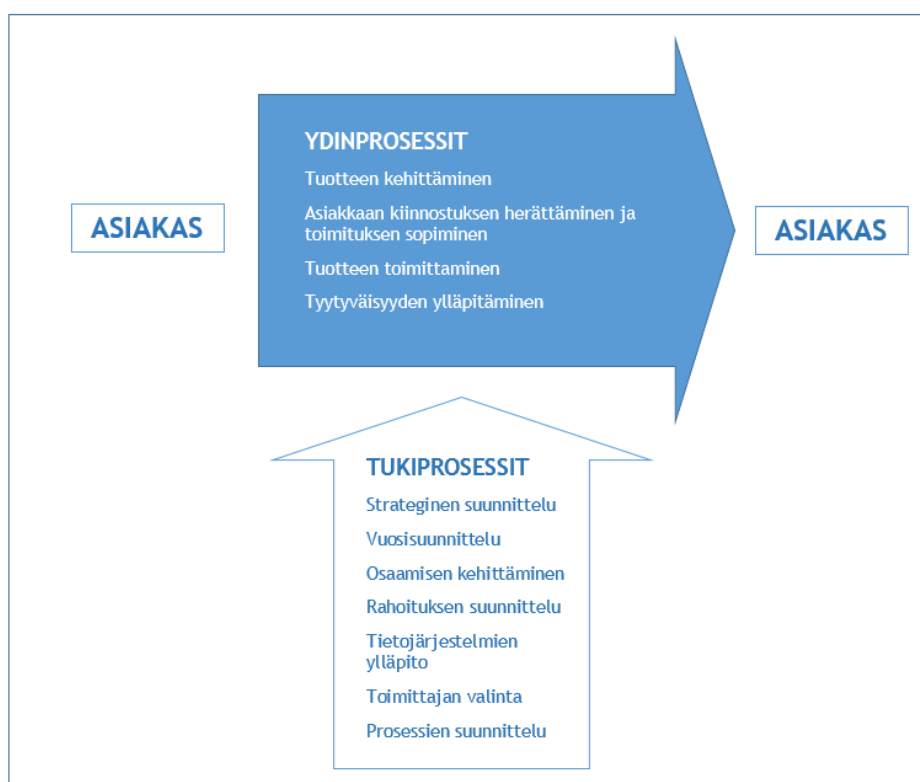 YDINPROSESSIT
Tuotteen kehittäminen
Asiakkaan kiinnostuksen herättäminen ja
toimituksen sopiminen
Tuotteen toimittaminen
Tyytyväisyyden ylläpitäminen
ASIAKAS
ASIAKAS
TUKIPROSESSIT
Strateginen suunnittelu
Vuosisuunnittelu
Osaamisen kehittäminen
Rahoituksen suunnittelu
Tietojärjestelmien
ylläpito
Toimittajan valinta
Prosessien suunnittelu